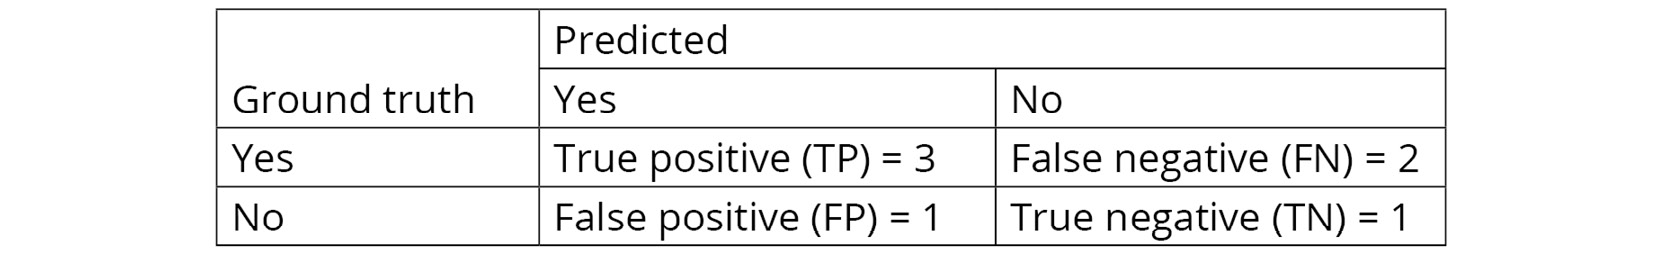 Predicted
Ground truth Yes No
Yes True positive (TP) = 3 False negative (FN) = 2
No False positive (FP) = 1 True negative (TN) = 1